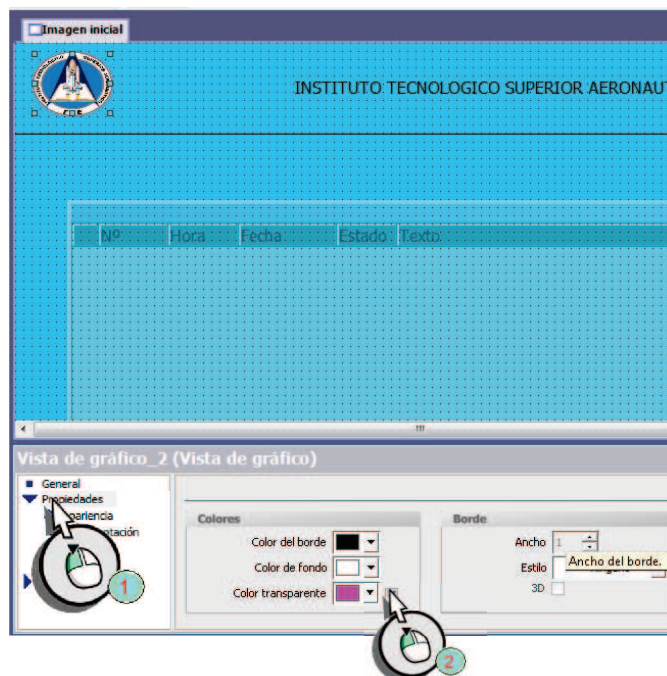 Imagen inicial
INSTITUTO TECNOLOGICO SUPERIOR AERONAUT
Nº Hora Fecha Estado Texto
Vista de gráfico_2 (Vista de gráfico)
General
Propiedades
Colores
Borde
Color del borde
Ancho 1
Color de fondo
Estilo
Ancho del borde.
Color transparente
3D
1
2